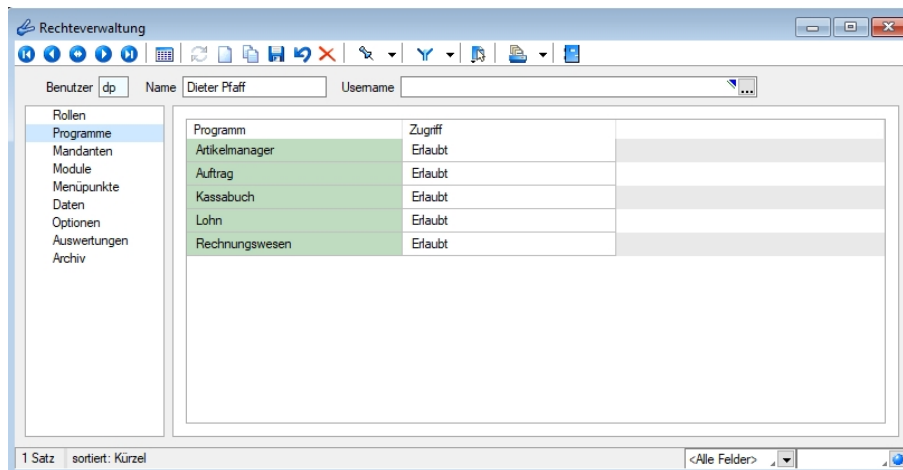 Rechteverwaltung
Benutzer dp Name Dieter Pfaff Username ...
Rollen
Programme
Mandanten
Module
Menüpunkte
Daten
Optionen
Auswertungen
Archiv
Programm Zugriff
Artikelmanager Erlaubt
Auftrag Erlaubt
Kassabuch Erlaubt
Lohn Erlaubt
Rechnungswesen Erlaubt
1 Satz sortiert: Kürzel <Alle Felder>